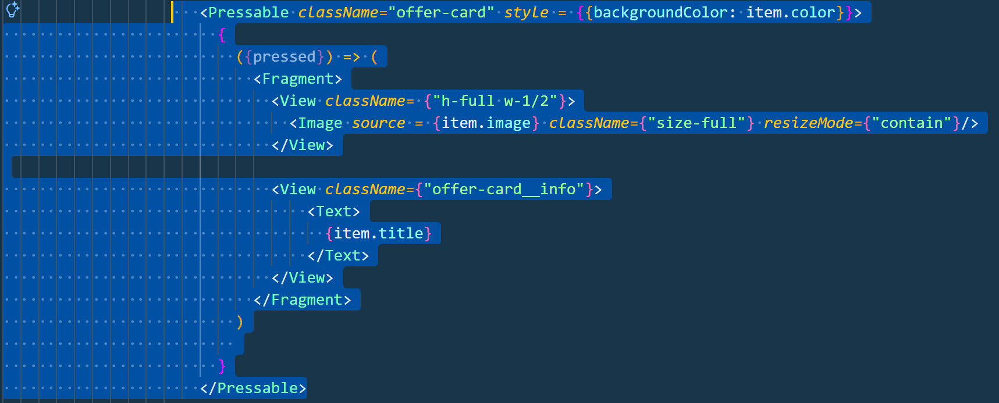 <Pressable className="offer-card" style = {{backgroundColor: item.color}}>
{
({pressed}) => (
<Fragment>
<View className= {"h-full w-1/2"}>
<Image source = {item.image} className={"size-full"} resizeMode={"contain"}/>
</View>
<View className={"offer-card__info"}>
<Text>
{item.title}
</Text>
</View>
</Fragment>
)
}
</Pressable>